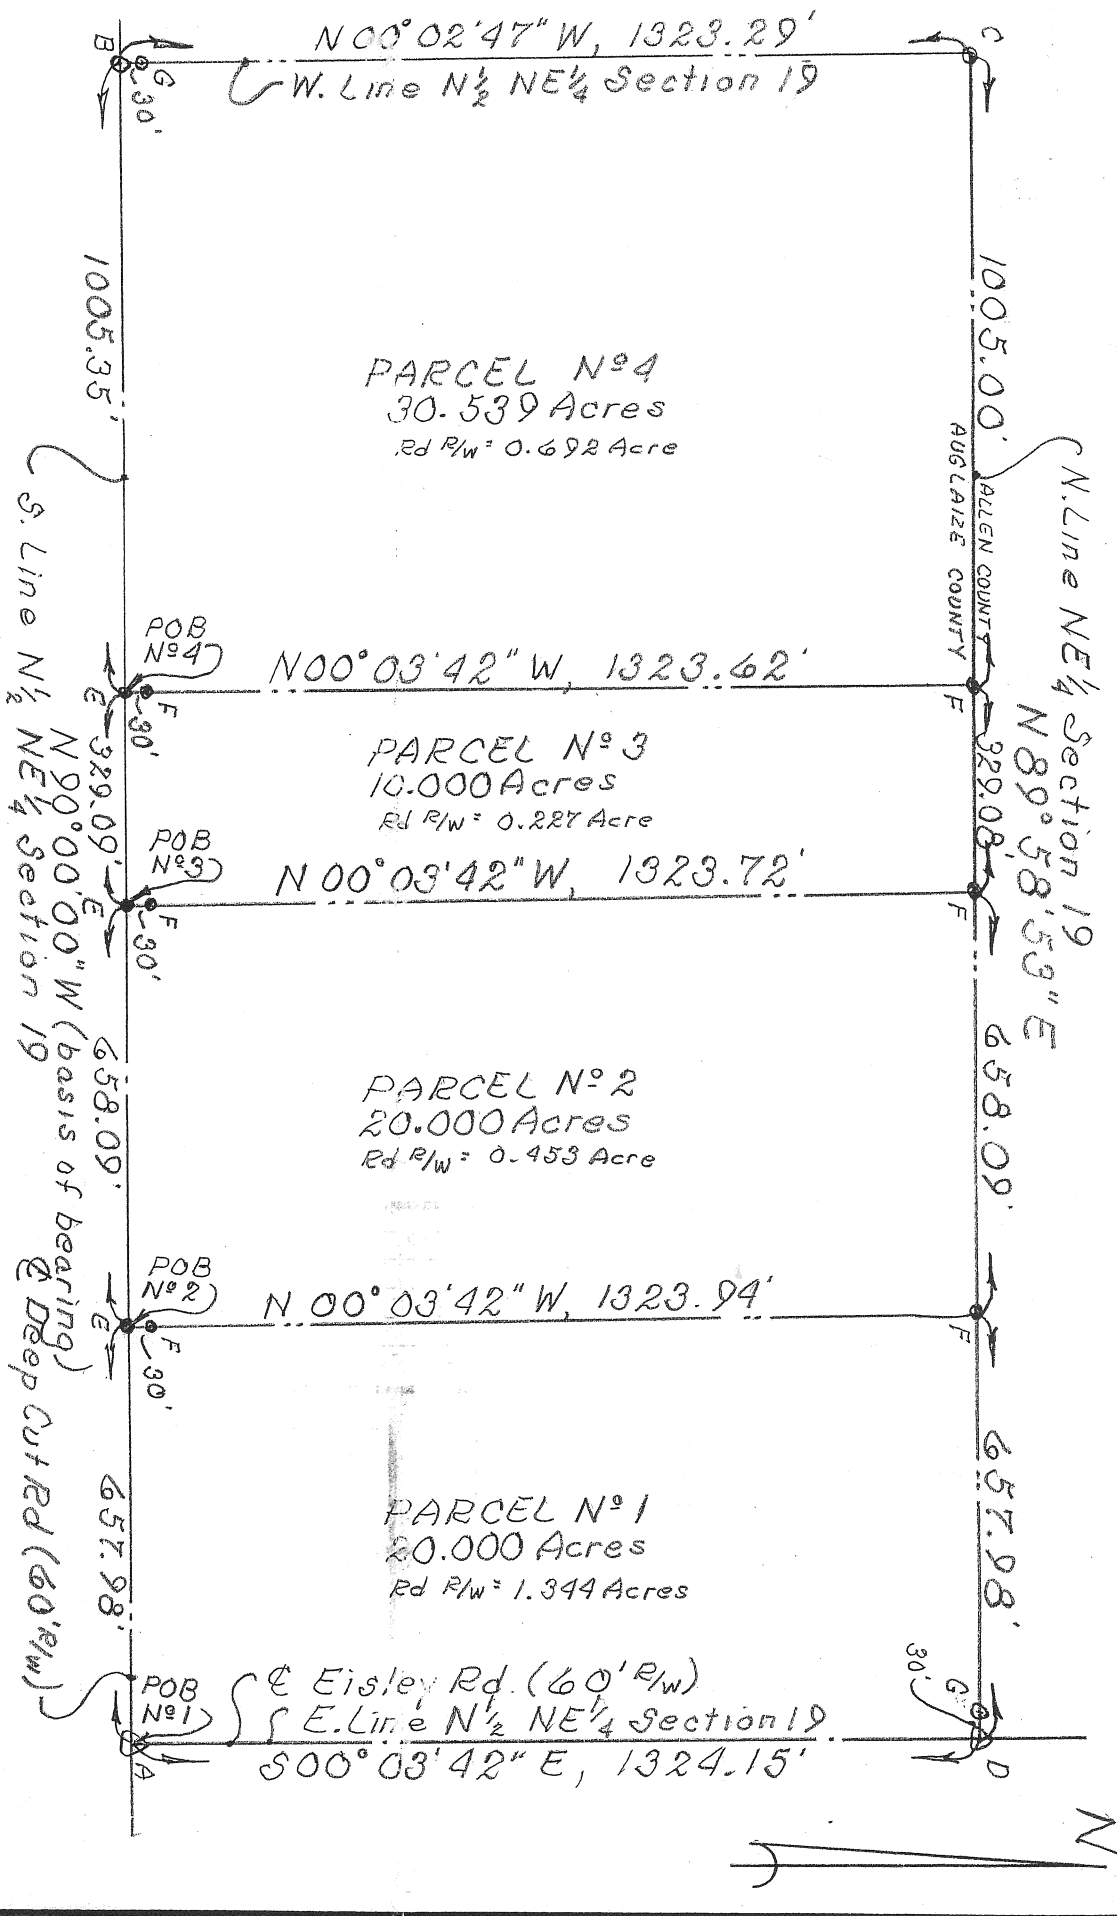 N 00° 02' 47" W, 1323.29'
W. Line N½ NE¼ Section 19
B
G
30'
C
1005.35'
1005.00'
PARCEL Nº 4
30.539 Acres
Rd R/W = 0.692 Acre
ALLEN COUNTY
AUGLAIZE COUNTY
N. Line NE¼ Section 19
N 89° 58' 53" E
S. Line N½ NE¼ Section 19
N 90° 00' 00" W (basis of bearing)
POB
Nº 4
N 00° 03' 42" W, 1323.62'
E
F
30'
F
329.09'
329.08'
PARCEL Nº 3
10.000 Acres
Rd R/W = 0.227 Acre
POB
Nº 3
N 00° 03' 42" W, 1323.72'
E
F
30'
F
658.09'
658.09'
PARCEL Nº 2
20.000 Acres
Rd R/W = 0.453 Acre
POB
Nº 2
N 00° 03' 42" W, 1323.94'
E
F
30'
F
℄ Deep Cut Rd (60' R/W)
657.98'
657.98'
PARCEL Nº 1
20.000 Acres
Rd R/W = 1.344 Acres
POB
Nº 1
℄ Eisley Rd. (60' R/W)
E. Line N½ NE¼ Section 19
S 00° 03' 42" E, 1324.15'
A
30'
G
D
N